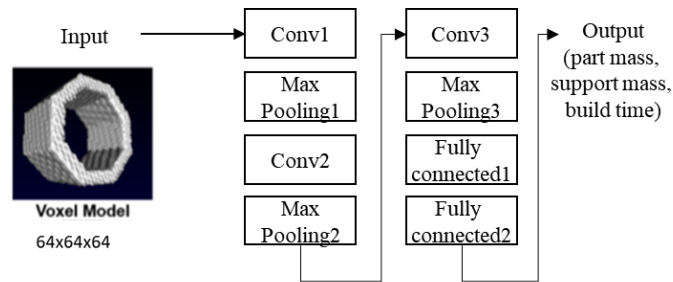 Input
Voxel Model
64x64x64
Conv1
Max
Pooling1
Conv2
Max
Pooling2
Conv3
Max
Pooling3
Fully
connected1
Fully
connected2
Output
(part mass,
support mass,
build time)